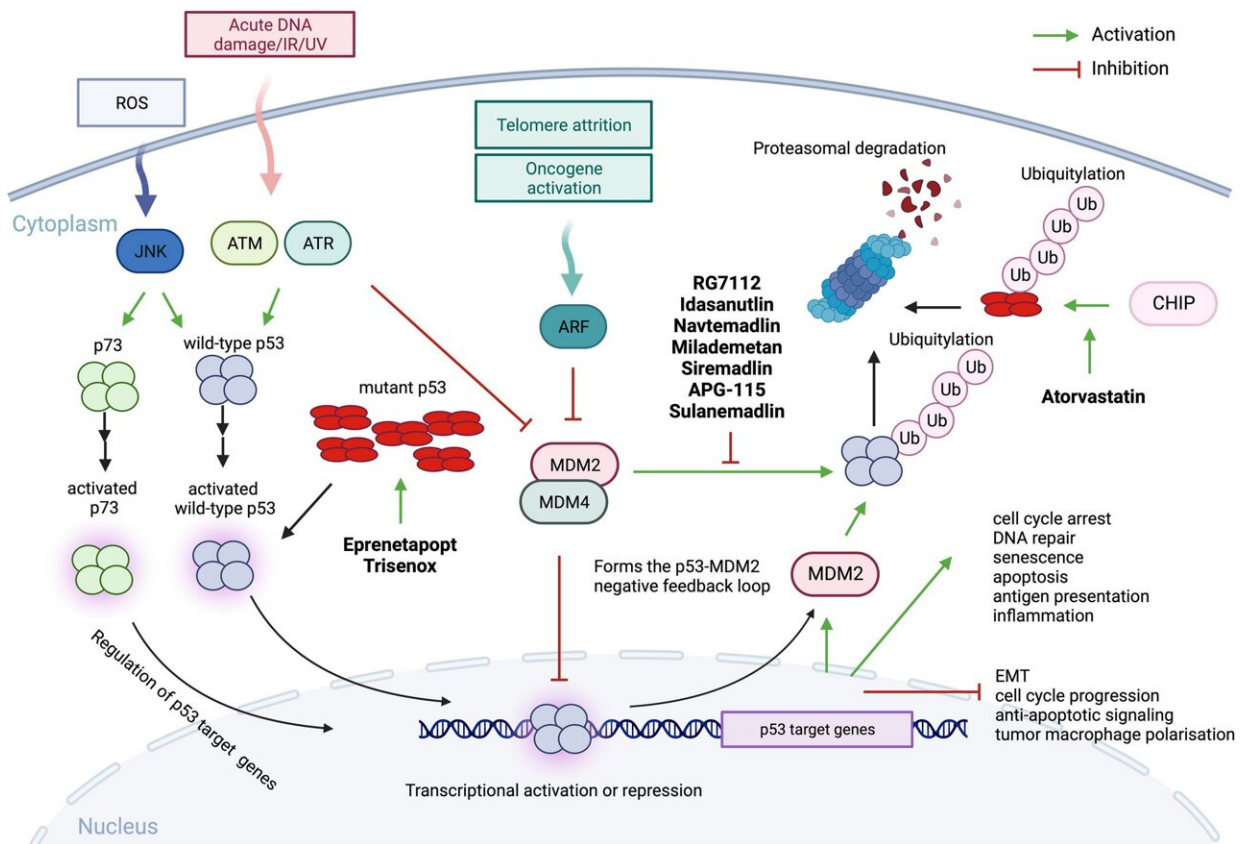 Acute DNA
damage/IR/UV
Activation
Inhibition
ROS
Telomere attrition
Oncogene
activation
Proteasomal degradation
Ubiquitylation
Ub
Ub
Ub
Ub
Cytoplasm
JNK
ATM
ATR
RG7112
Idasanutlin
Navtemadlin
Milademetan
Siremadlin
APG-115
Sulanemadlin
CHIP
ARF
p73
wild-type p53
Ubiquitylation
Ub
Ub
Ub
Ub
Atorvastatin
mutant p53
MDM2
MDM4
activated
p73
activated
wild-type p53
Eprenetapopt
Trisenox
Forms the p53-MDM2
negative feedback loop
MDM2
cell cycle arrest
DNA repair
senescence
apoptosis
antigen presentation
inflammation
Regulation of p53 target genes
EMT
cell cycle progression
anti-apoptotic signaling
tumor macrophage polarisation
p53 target genes
Transcriptional activation or repression
Nucleus